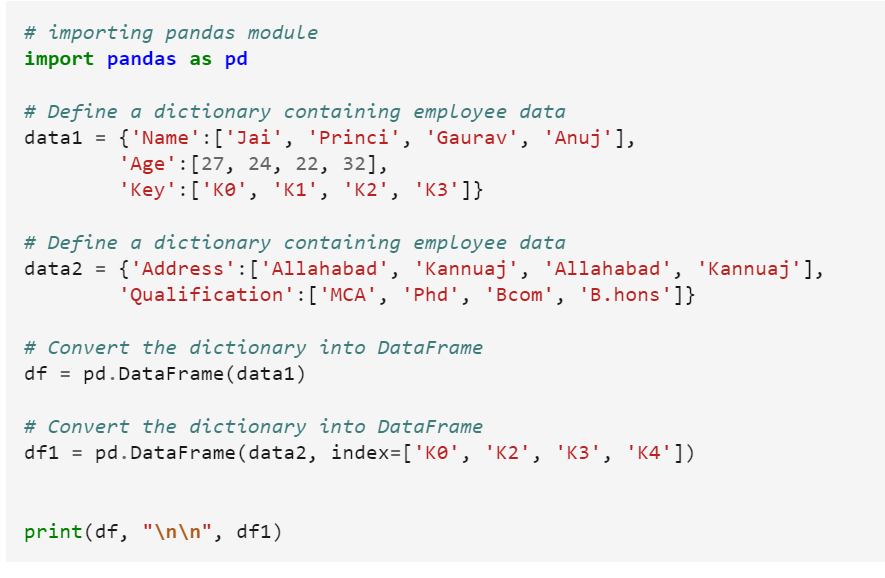 # importing pandas module
import pandas as pd
# Define a dictionary containing employee data
data1 = {'Name':['Jai', 'Princi', 'Gaurav', 'Anuj'],
        'Age':[27, 24, 22, 32],
        'Key':['K0', 'K1', 'K2', 'K3']}
# Define a dictionary containing employee data
data2 = {'Address':['Allahabad', 'Kannuaj', 'Allahabad', 'Kannuaj'],
        'Qualification':['MCA', 'Phd', 'Bcom', 'B.hons']}
# Convert the dictionary into DataFrame
df = pd.DataFrame(data1)
# Convert the dictionary into DataFrame
df1 = pd.DataFrame(data2, index=['K0', 'K2', 'K3', 'K4'])
print(df, "\n\n", df1)